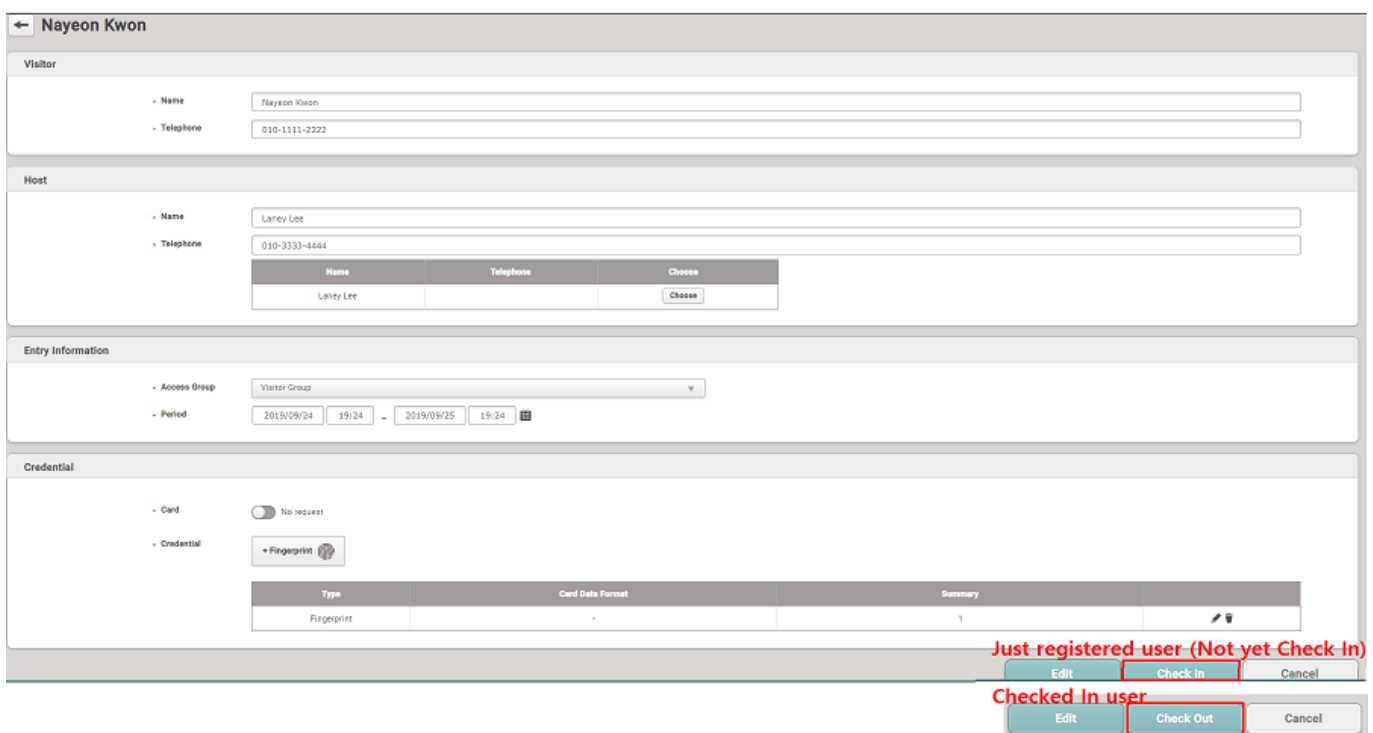 ← Nayeon Kwon
Visitor
• Name Nayeon Kwon
• Telephone 010-1111-2222
Host
• Name Laney Lee
• Telephone 010-3333-4444
Name Telephone Choose
Laney Lee Choose
Entry Information
• Access Group Visitor Group
• Period 2019/09/24 19:24 - 2019/09/25 19:24
Credential
• Card No request
• Credential + Fingerprint
Type Card Data Format Summary
Fingerprint - 1
Just registered user (Not yet Check In)
Edit Check In Cancel
Checked In user
Edit Check Out Cancel